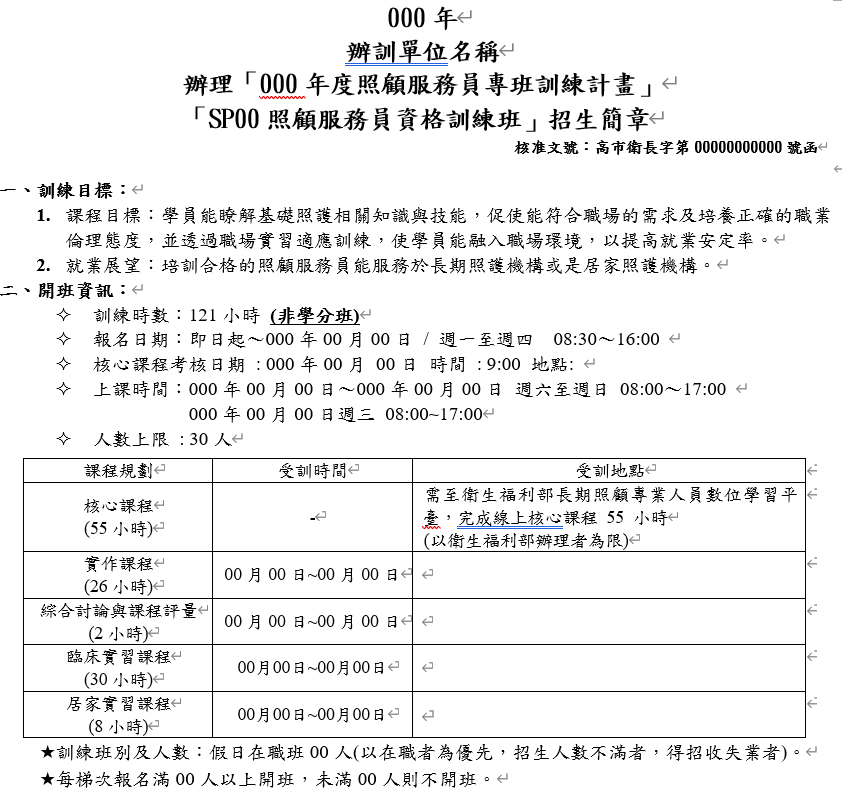 000 年
辦訓單位名稱
辦理「000 年度照顧服務員專班訓練計畫」
「SP00 照顧服務員資格訓練班」招生簡章
核准文號：高市衛長字第 00000000000 號函
一、訓練目標：
1. 課程目標：學員能瞭解基礎照護相關知識與技能，促使能符合職場的需求及培養正確的職業
倫理態度，並透過職場實習適應訓練，使學員能融入職場環境，以提高就業安定率。
2. 就業展望：培訓合格的照顧服務員能服務於長期照護機構或是居家照護機構。
二、開班資訊：
✧ 訓練時數：121 小時 (非學分班)
✧ 報名日期：即日起～000 年 00 月 00 日 / 週一至週四 08:30～16:00
✧ 核心課程考核日期 :000 年 00 月 00 日 時間 :9:00 地點:
✧ 上課時間：000 年 00 月 00 日～000 年 00 月 00 日 週六至週日 08:00～17:00
000 年 00 月 00 日週三 08:00~17:00
✧ 人數上限 :30 人
課程規劃 受訓時間 受訓地點
核心課程
(55 小時)
-
需至衛生福利部長期照顧專業人員數位學習平
臺，完成線上核心課程 55 小時
(以衛生福利部辦理者為限)
實作課程
(26 小時)
00 月 00 日~00 月 00 日
綜合討論與課程評量
(2 小時)
00 月 00 日~00 月 00 日
臨床實習課程
(30 小時)
00月00日~00月00日
居家實習課程
(8 小時)
00月00日~00月00日
★訓練班別及人數：假日在職班 00 人(以在職者為優先，招生人數不滿者，得招收失業者)。
★每梯次報名滿 00 人以上開班，未滿 00 人則不開班。